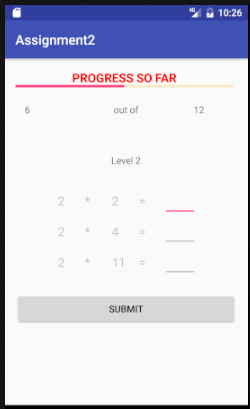 4G 10:26
Assignment2
PROGRESS SO FAR
6 out of 12
Level 2
2 * 2 =
2 * 4 =
2 * 11 =
SUBMIT